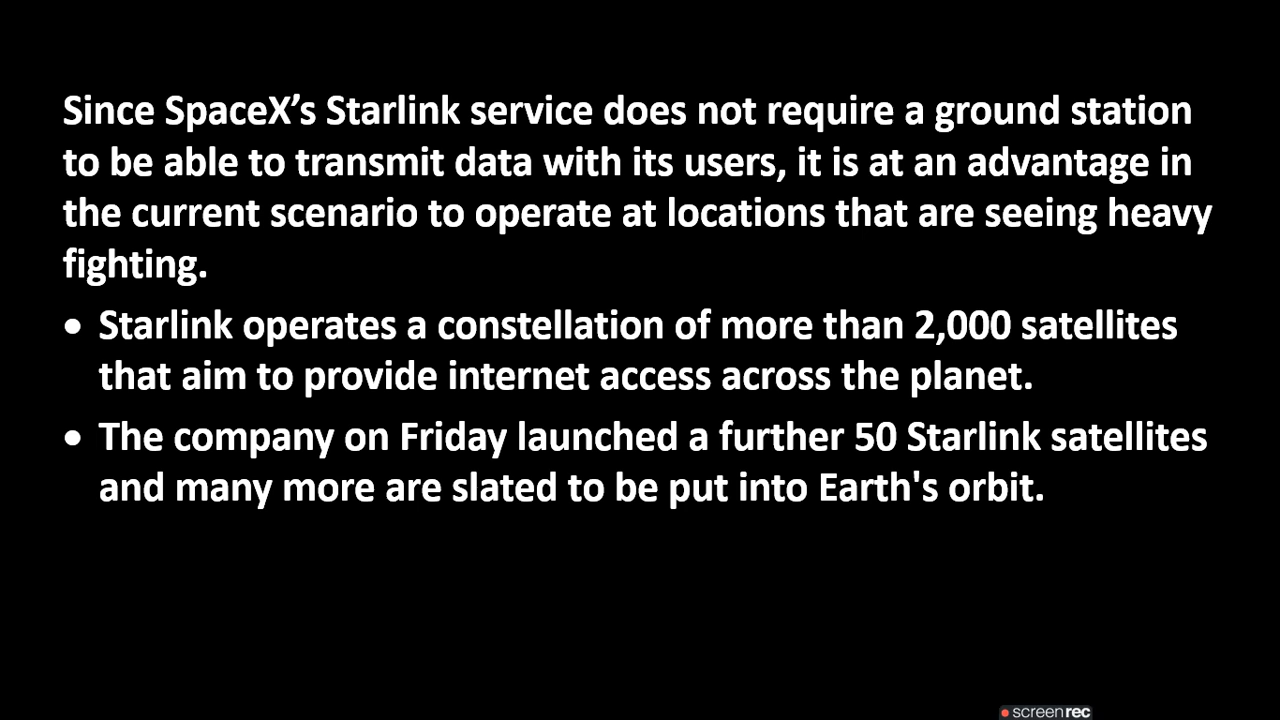 Since SpaceX’s Starlink service does not require a ground station
to be able to transmit data with its users, it is at an advantage in
the current scenario to operate at locations that are seeing heavy
fighting.
• Starlink operates a constellation of more than 2,000 satellites
that aim to provide internet access across the planet.
• The company on Friday launched a further 50 Starlink satellites
and many more are slated to be put into Earth's orbit.
screenrec